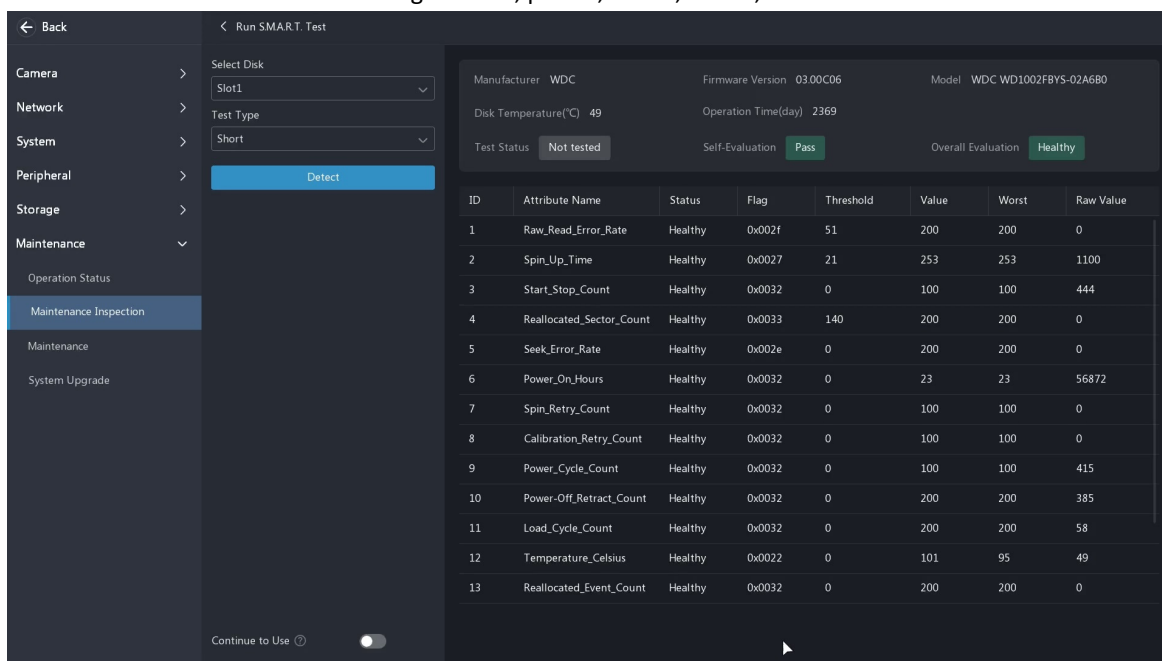 Back
Run S.M.A.R.T. Test
Camera
Network
System
Peripheral
Storage
Maintenance
Operation Status
Maintenance Inspection
Maintenance
System Upgrade
Select Disk
Slot1
Test Type
Short
Detect
Continue to Use
Manufacturer WDC Firmware Version 03.00C06 Model WDC WD1002FBYS-02A6B0
Disk Temperature(℃) 49 Operation Time(day) 2369
Test Status Not tested Self-Evaluation Pass Overall Evaluation Healthy
ID Attribute Name Status Flag Threshold Value Worst Raw Value
1 Raw_Read_Error_Rate Healthy 0x002f 51 200 200 0
2 Spin_Up_Time Healthy 0x0027 21 253 253 1100
3 Start_Stop_Count Healthy 0x0032 0 100 100 444
4 Reallocated_Sector_Count Healthy 0x0033 140 200 200 0
5 Seek_Error_Rate Healthy 0x002e 0 200 200 0
6 Power_On_Hours Healthy 0x0032 0 23 23 56872
7 Spin_Retry_Count Healthy 0x0032 0 100 100 0
8 Calibration_Retry_Count Healthy 0x0032 0 100 100 0
9 Power_Cycle_Count Healthy 0x0032 0 100 100 415
10 Power-Off_Retract_Count Healthy 0x0032 0 200 200 385
11 Load_Cycle_Count Healthy 0x0032 0 200 200 58
12 Temperature_Celsius Healthy 0x0022 0 101 95 49
13 Reallocated_Event_Count Healthy 0x0032 0 200 200 0